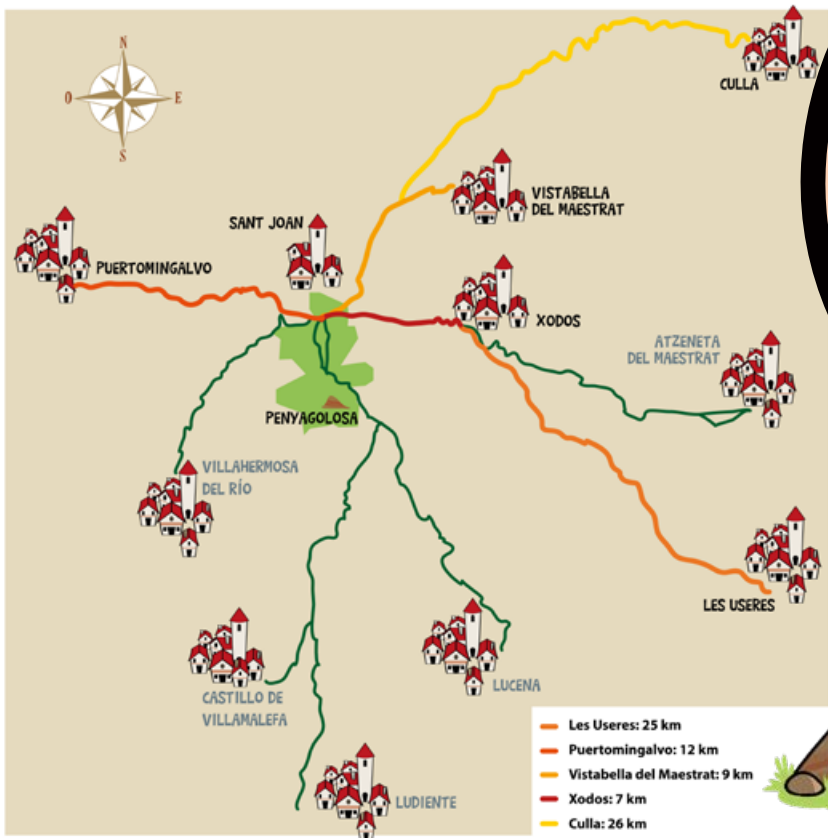 N
O
E
S
CULLA
VISTABELLA
DEL MAESTRAT
SANT JOAN
PUERTOMINGALVO
XODOS
ATZENETA
DEL MAESTRAT
PENYAGOLOSA
VILLAHERMOSA
DEL RÍO
LES USERES
LUCENA
CASTILLO DE
VILLAMALEFA
LUDIENTE
Les Useres: 25 km
Puertomingalvo: 12 km
Vistabella del Maestrat: 9 km
Xodos: 7 km
Culla: 26 km